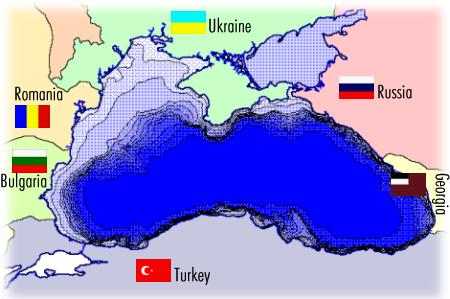 Ukraine
Romania
Russia
Bulgaria
Georgia
Turkey